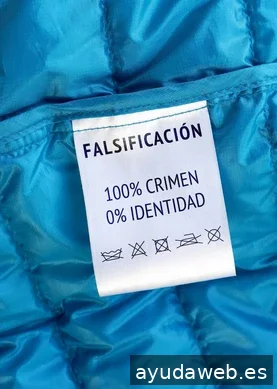 FALSIFICACIÓN
100% CRIMEN
0% IDENTIDAD
ayudaweb.es